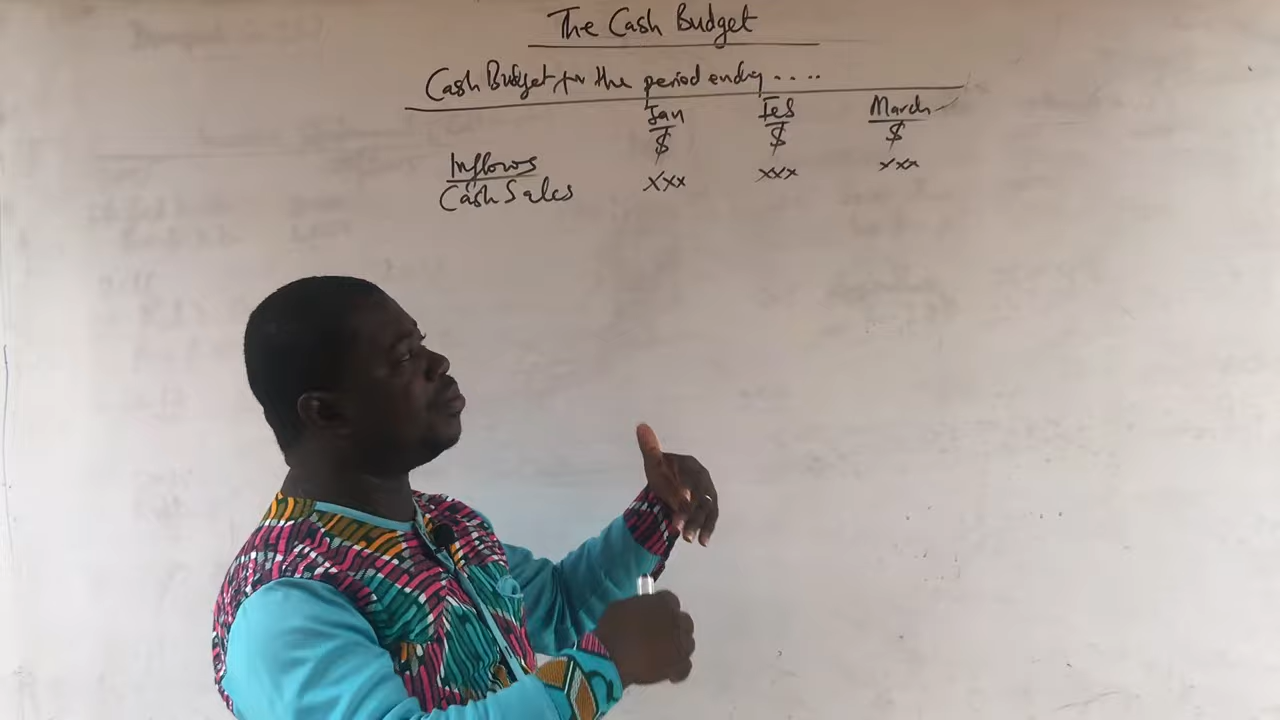 The Cash Budget
Cash Budget for the period ending ....
Jan Feb March
$ $ $
Inflows
Cash Sales xxx xxx xxx